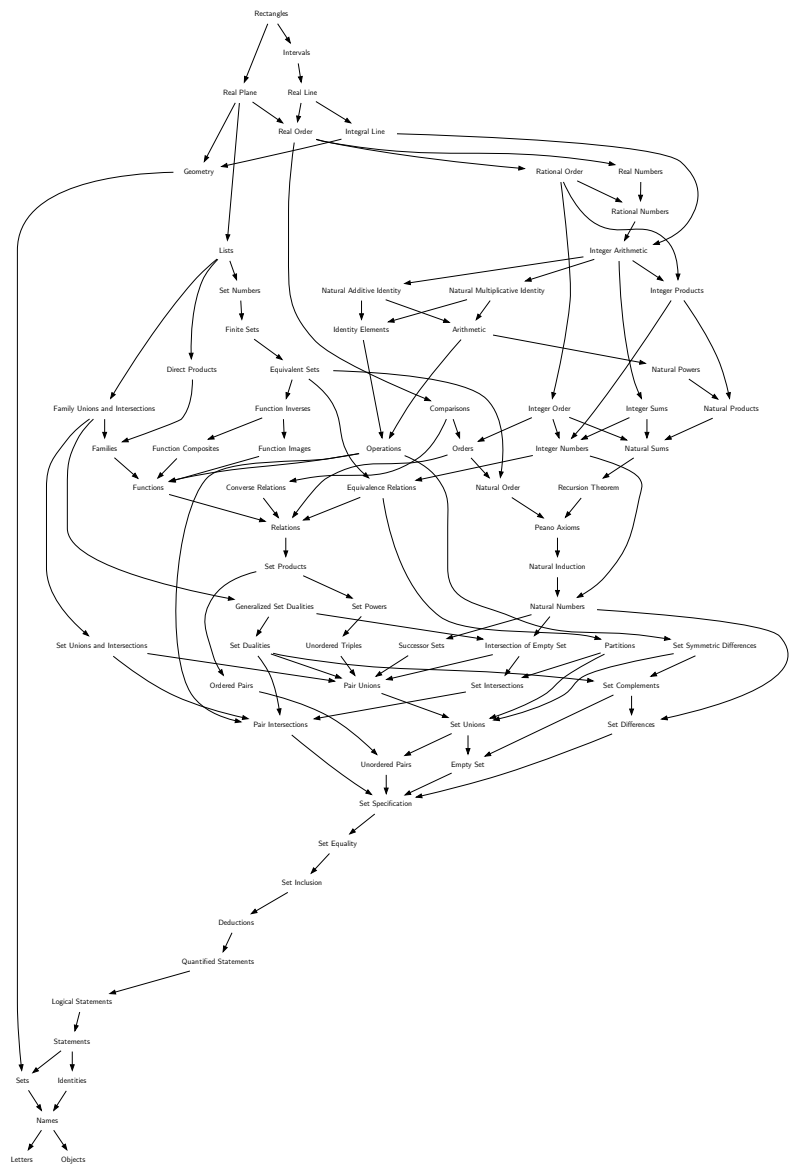 Rectangles
Intervals
Real Plane
Real Line
Real Order
Integral Line
Geometry
Rational Order
Real Numbers
Rational Numbers
Lists
Integer Arithmetic
Set Numbers
Natural Additive Identity
Natural Multiplicative Identity
Integer Products
Finite Sets
Identity Elements
Arithmetic
Direct Products
Equivalent Sets
Natural Powers
Family Unions and Intersections
Function Inverses
Comparisons
Integer Order
Integer Sums
Natural Products
Families
Function Composites
Function Images
Operations
Orders
Integer Numbers
Natural Sums
Functions
Converse Relations
Equivalence Relations
Natural Order
Recursion Theorem
Relations
Peano Axioms
Set Products
Natural Induction
Generalized Set Dualities
Set Powers
Natural Numbers
Set Unions and Intersections
Set Dualities
Unordered Triples
Successor Sets
Intersection of Empty Set
Partitions
Set Symmetric Differences
Ordered Pairs
Pair Unions
Set Intersections
Set Complements
Pair Intersections
Set Unions
Set Differences
Unordered Pairs
Empty Set
Set Specification
Set Equality
Set Inclusion
Deductions
Quantified Statements
Logical Statements
Statements
Sets
Identities
Names
Letters
Objects